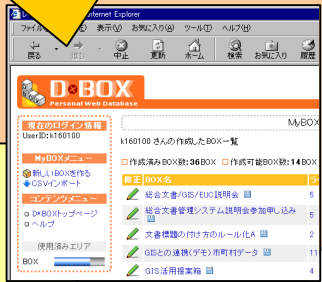 Internet Explorer
表示(V) お気に入り(A) ツール(T) ヘルプ(H)
戻る 中止 更新 ホーム 検索 お気に入り 履歴
D★BOX
Personal Web Database
現在のログイン情報
UserID:k160100
MyBOX
k160100 さんの作成したBOX一覧
MyBOXメニュー
新しいBOXを作る
CSVインポート
□作成済みBOX数:36BOX □作成可能BOX数:14BOX
修正 BOX名
総合文書/GIS/EUC説明会 5
コンテンツメニュー
D★BOXトップページ
ヘルプ
総合文書管理システム説明会参加申し込み 5
文書標題の付け方のルール化A 2
使用済みエリア
BOX
GISとの連携(デモ)市町村データ 11
GIS活用提案箱 4